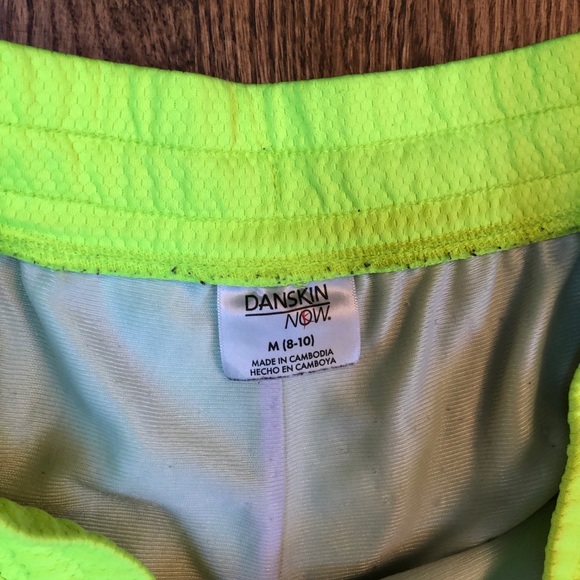 DANSKIN
NOW.
M (8-10)
MADE IN CAMBODIA
HECHO EN CAMBOYA